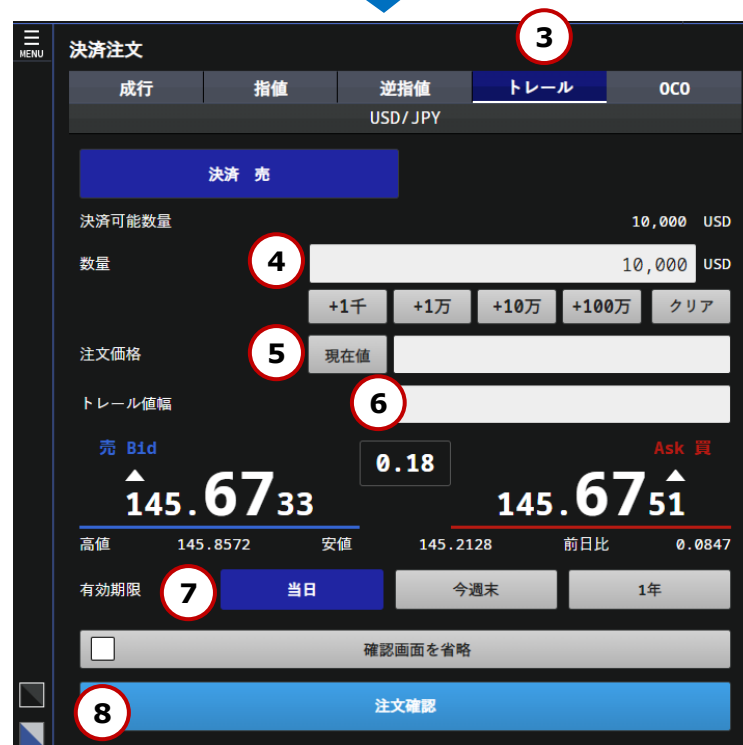 3
MENU 決済注文
成行 指値 逆指値 トレール OCO
USD/JPY
決済 売
決済可能数量 10,000 USD
数量 4 10,000 USD
+1千 +1万 +10万 +100万 クリア
注文価格 5 現在値
トレール値幅 6
売 Bid 0.18 Ask 買
145.6733 145.6751
高値 145.8572 安値 145.2128 前日比 0.0847
有効期限 7 当日 今週末 1年
確認画面を省略
8 注文確認